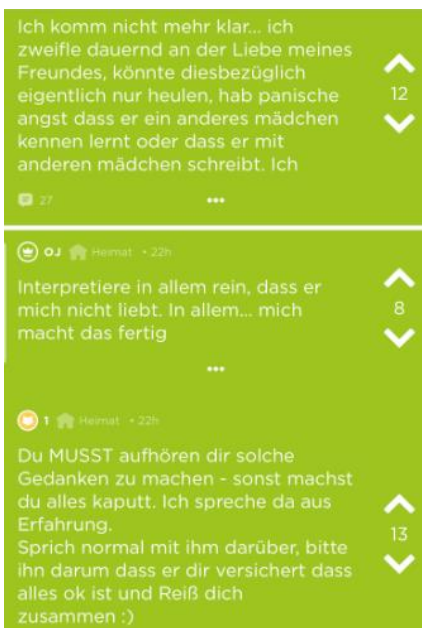 Ich komm nicht mehr klar... ich
zweifle dauernd an der Liebe meines
Freundes, könnte diesbezüglich
eigentlich nur heulen, hab panische
angst dass er ein anderes mädchen
kennen lernt oder dass er mit
anderen mädchen schreibt. Ich
12
27
OJ Heimat • 22h
Interpretiere in allem rein, dass er
mich nicht liebt. In allem... mich
macht das fertig
8
1 Heimat • 22h
Du MUSST aufhören dir solche
Gedanken zu machen - sonst machst
du alles kaputt. Ich spreche da aus
Erfahrung.
Sprich normal mit ihm darüber, bitte
ihn darum dass er dir versichert dass
alles ok ist und Reiß dich
zusammen :)
13